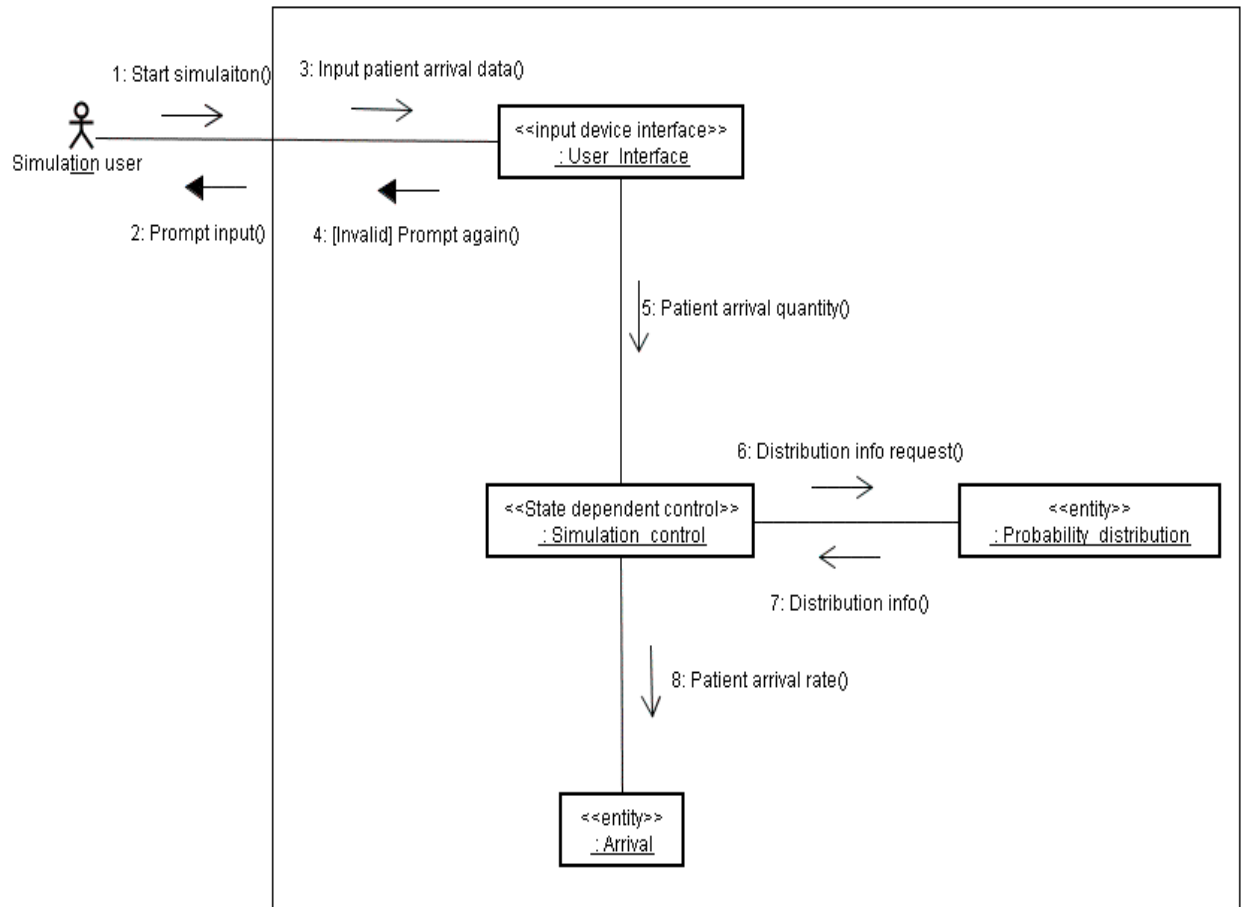 1: Start simulaiton()
3: Input patient arrival data()
<<input device interface>>
: User_Interface
Simulation user
2: Prompt input()
4: [Invalid] Prompt again()
5: Patient arrival quantity()
6: Distribution info request()
<<State dependent control>>
: Simulation_control
<<entity>>
: Probability_distribution
7: Distribution info()
8: Patient arrival rate()
<<entity>>
: Arrival